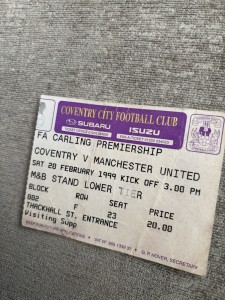 COVENTRY CITY FOOTBALL CLUB
SUBARU ISUZU
FA CARLING PREMIERSHIP
COVENTRY V MANCHESTER UNITED
SAT 20 FEBRUARY 1999 KICK OFF 3.00 PM
M&B STAND LOWER TIER
BLOCK ROW SEAT PRICE
F 23 20.00
THACKHALL ST. ENTRANCE
Visiting Supp
SECRETARY